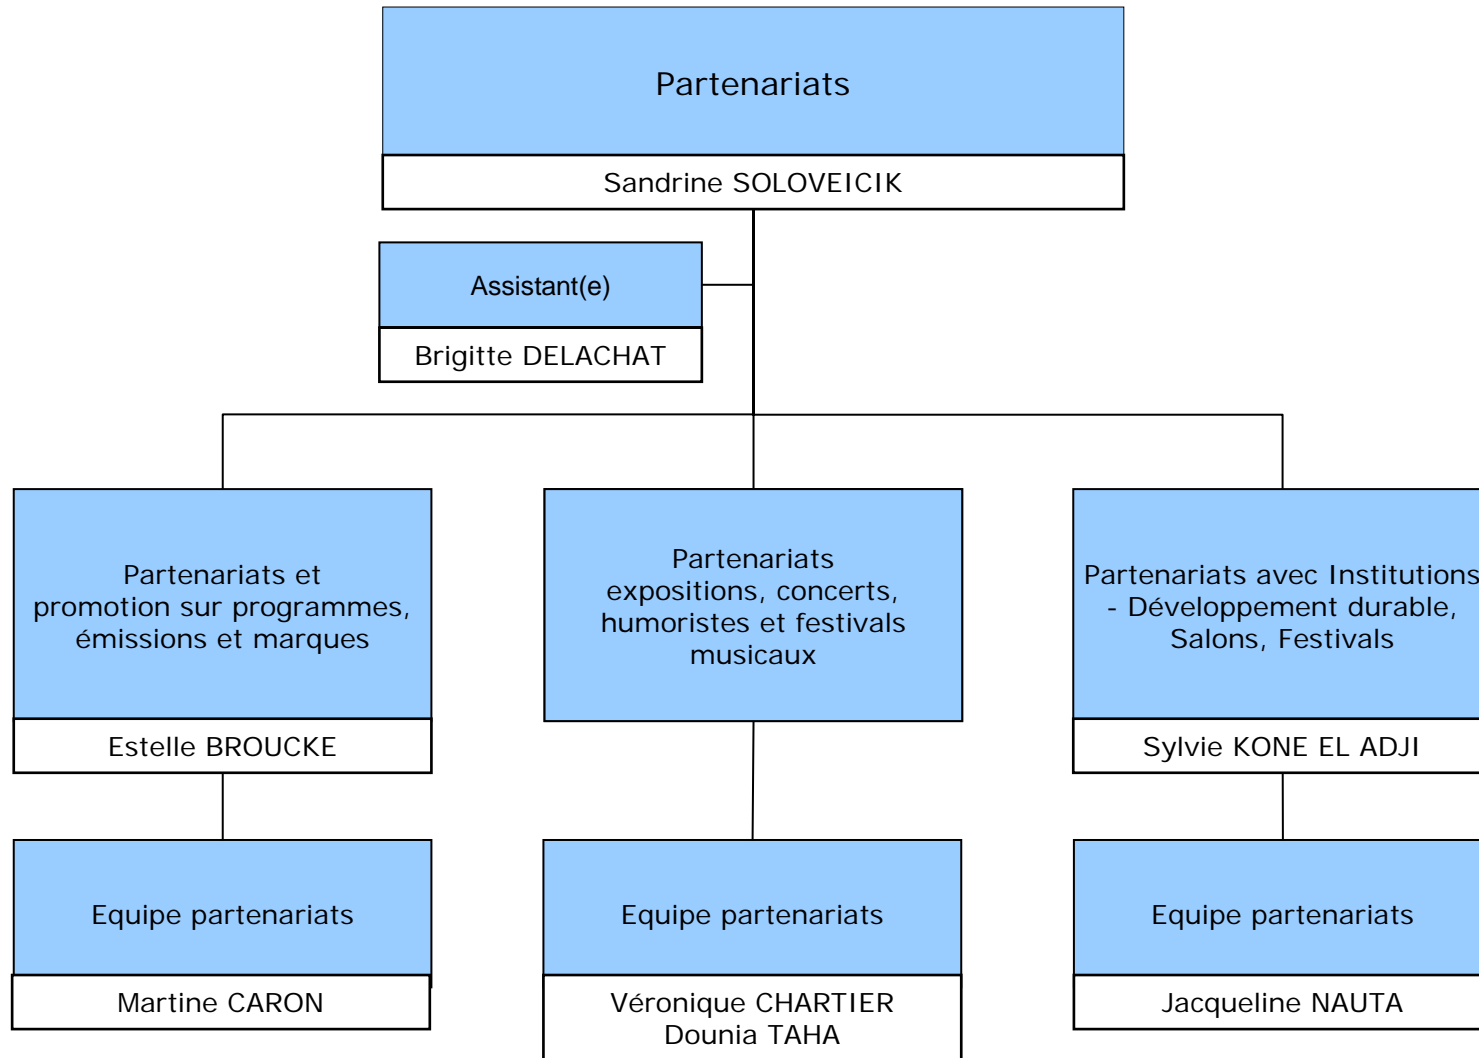 Partenariats
Sandrine SOLOVEICIK
Assistant(e)
Brigitte DELACHAT
Partenariats et
promotion sur programmes,
émissions et marques
Estelle BROUCKE
Partenariats
expositions, concerts,
humoristes et festivals
musicaux
Partenariats avec Institutions
- Développement durable,
Salons, Festivals
Sylvie KONE EL ADJI
Equipe partenariats
Martine CARON
Equipe partenariats
Véronique CHARTIER
Dounia TAHA
Equipe partenariats
Jacqueline NAUTA